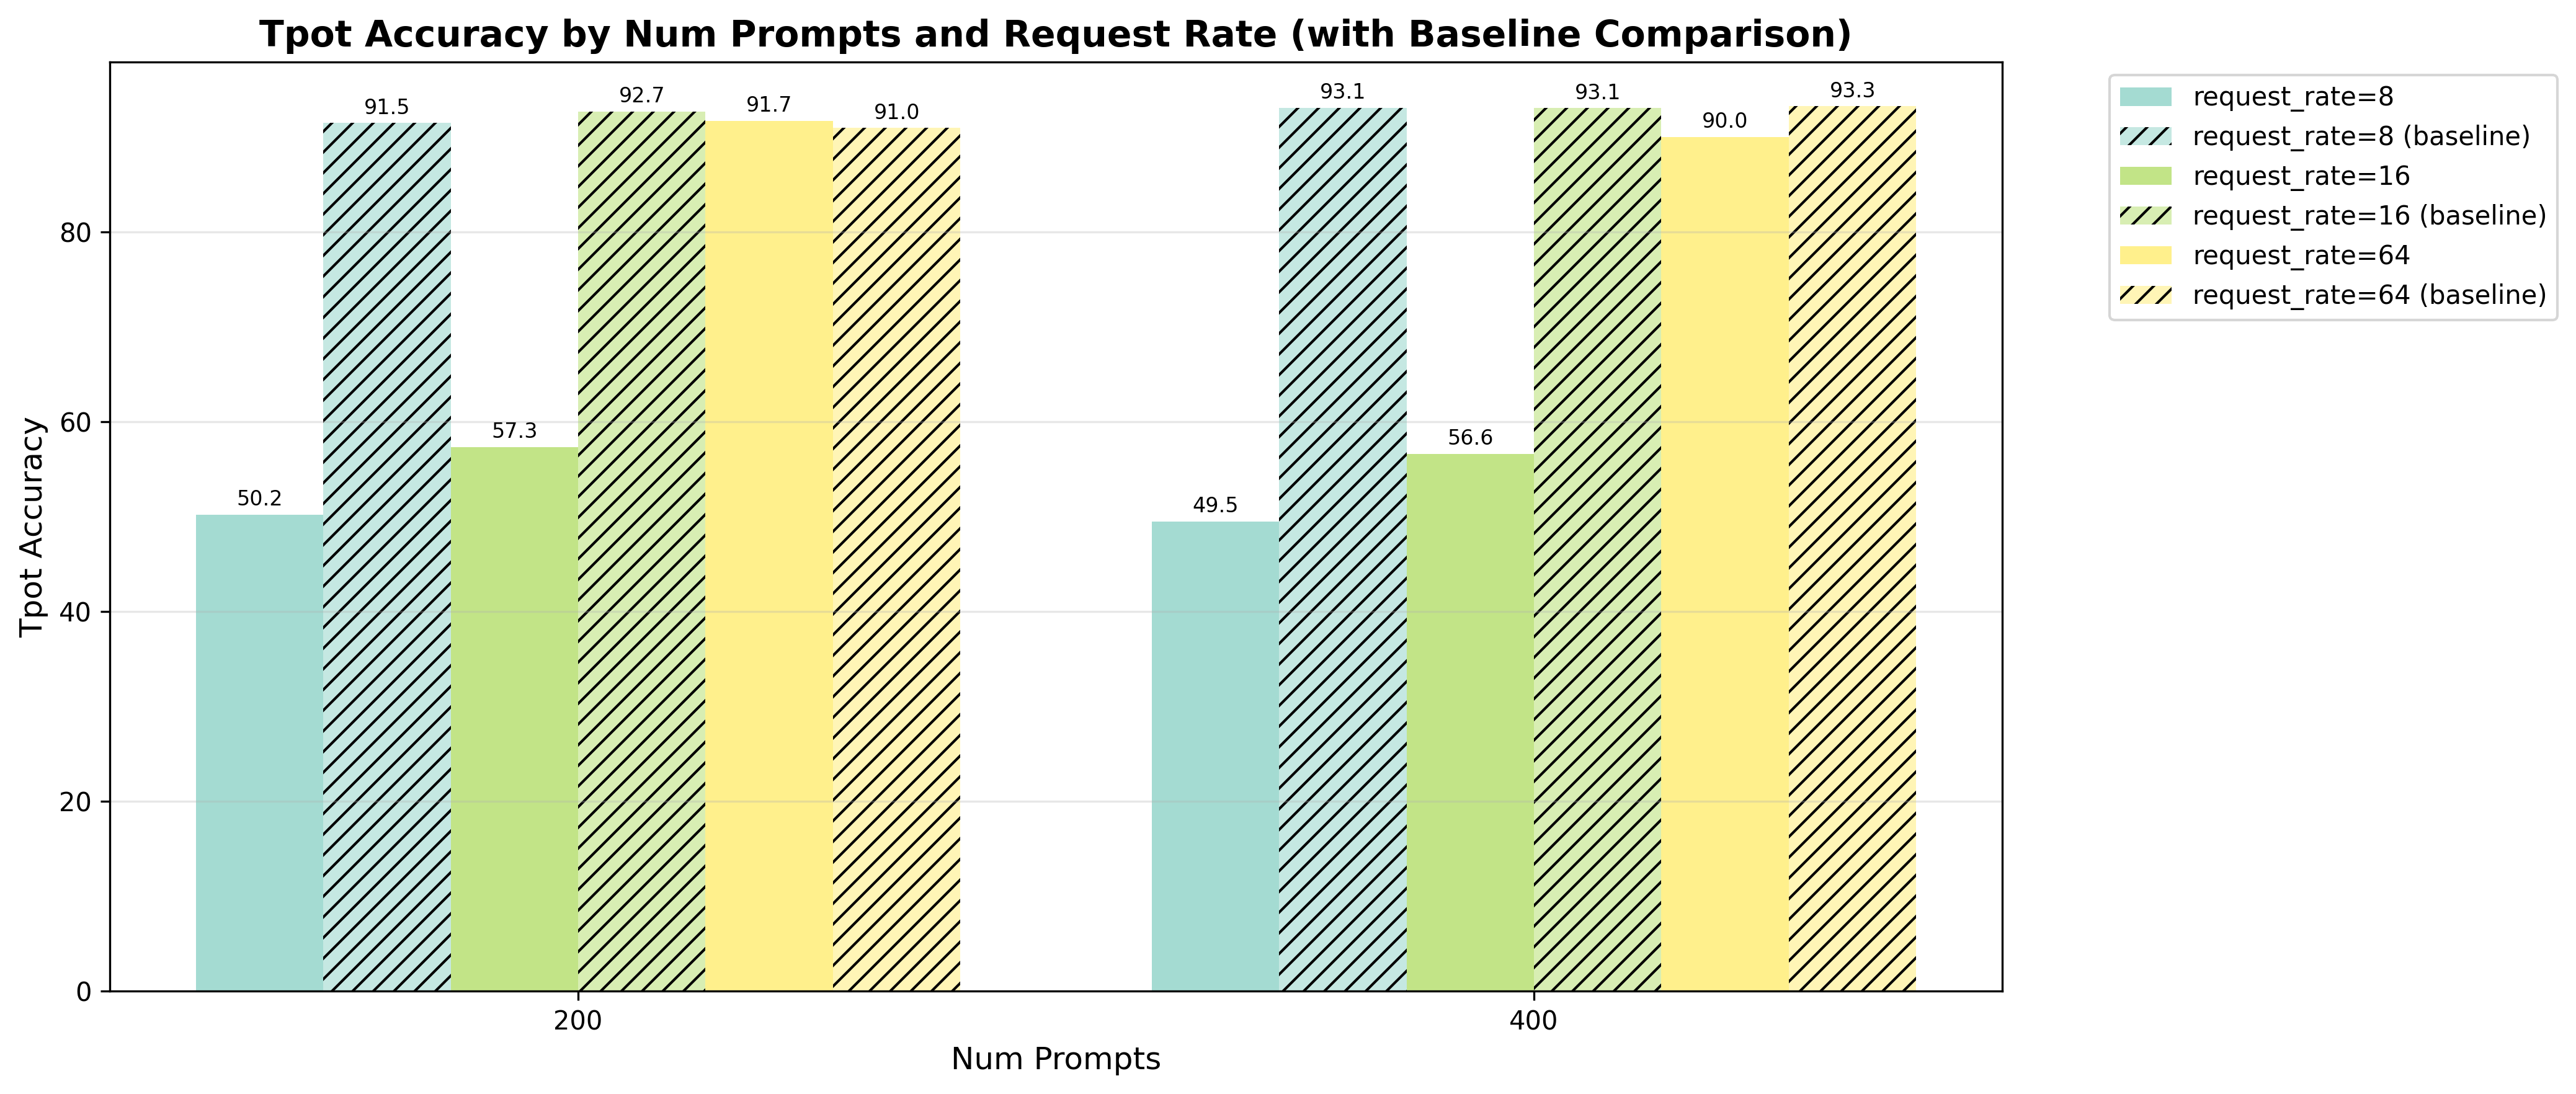 Tpot Accuracy by Num Prompts and Request Rate (with Baseline Comparison)
Tpot Accuracy
80
60
40
20
0
50.2
91.5
57.3
92.7
91.7
91.0
49.5
93.1
56.6
93.1
90.0
93.3
200
400
Num Prompts
request_rate=8
request_rate=8 (baseline)
request_rate=16
request_rate=16 (baseline)
request_rate=64
request_rate=64 (baseline)